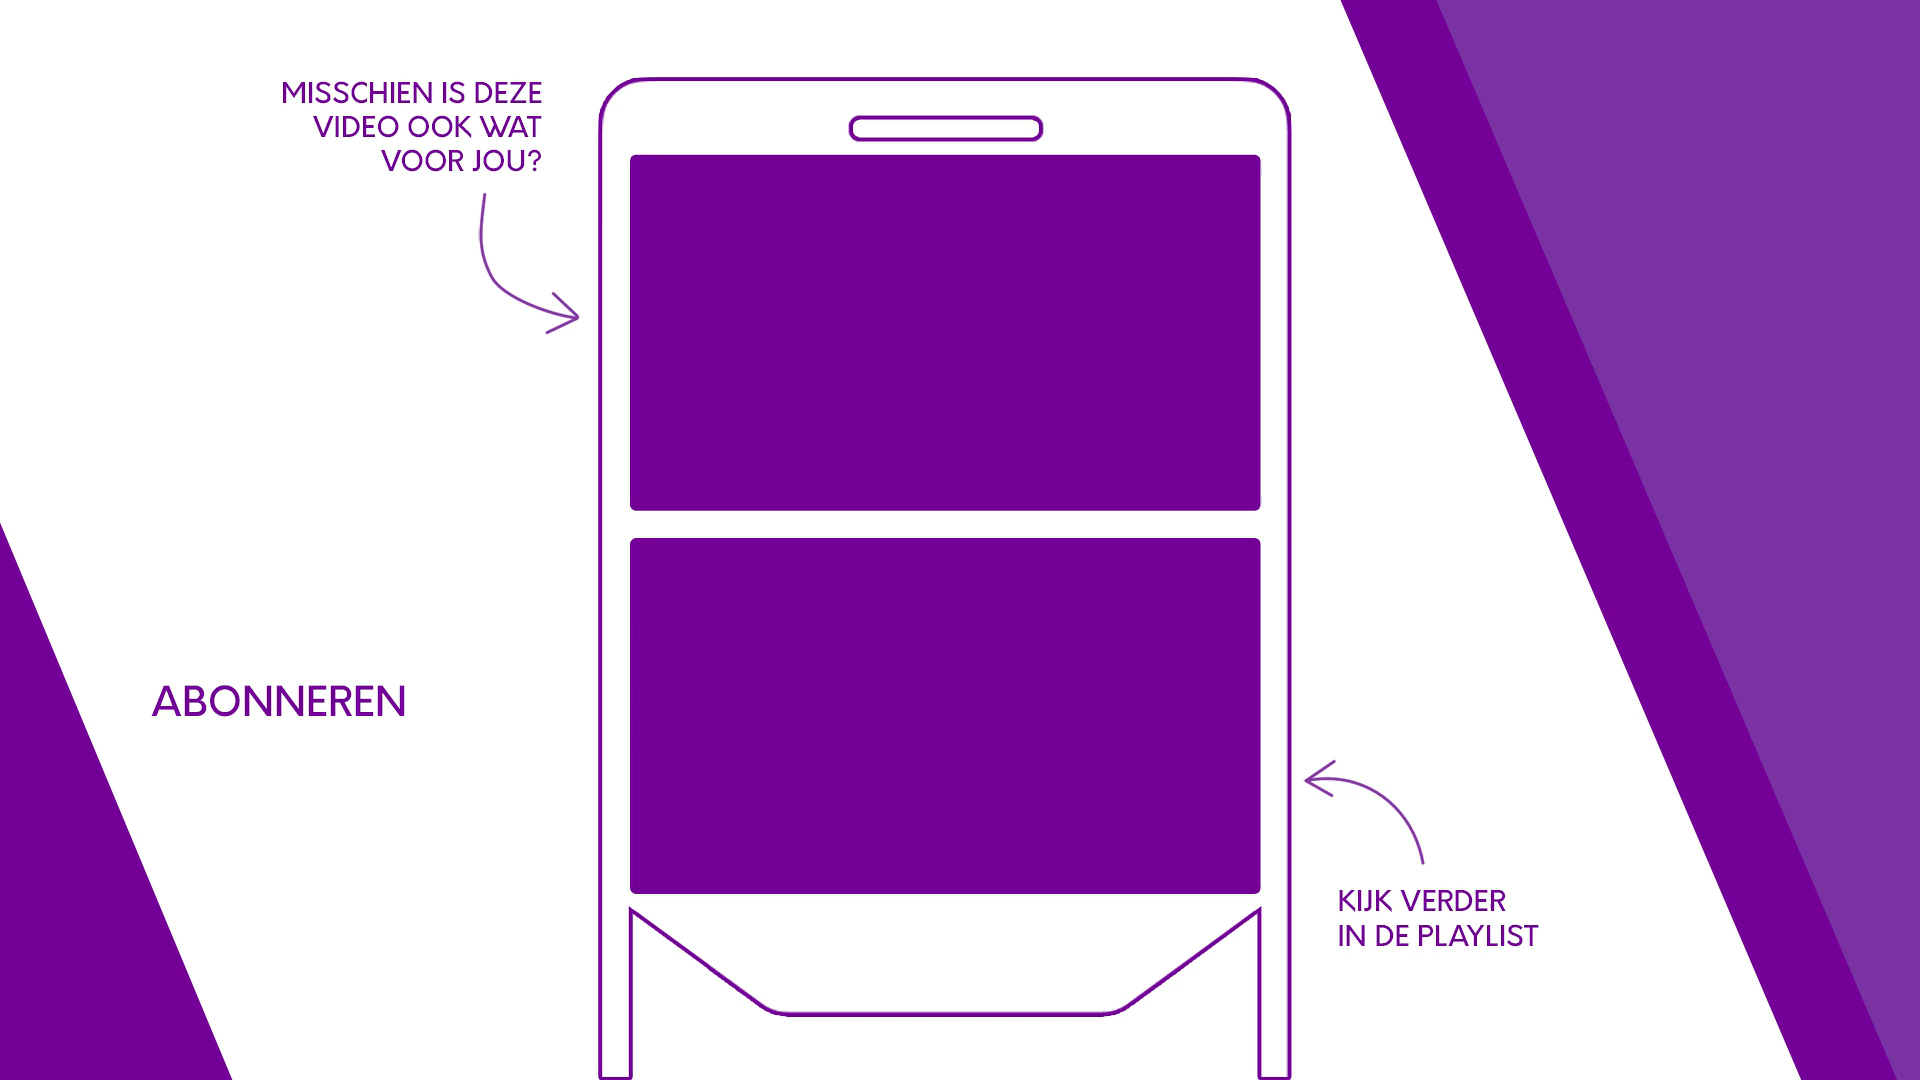 MISSCHIEN IS DEZE
VIDEO OOK WAT
VOOR JOU?
ABONNEREN
KIJK VERDER
IN DE PLAYLIST